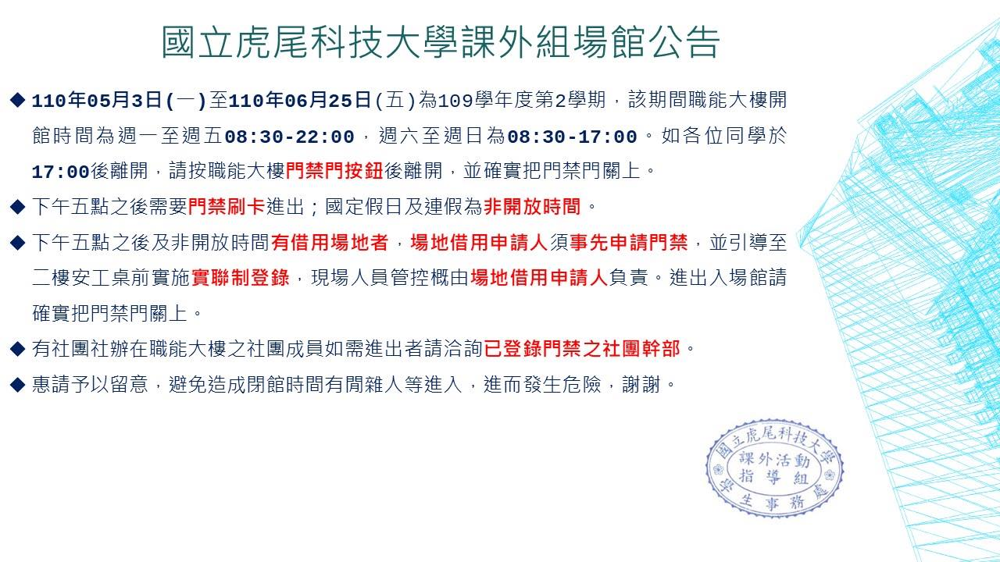 國立虎尾科技大學課外組場館公告
◆ 110年05月3日(一)至110年06月25日(五)為109學年度第2學期，該期間職能大樓開
館時間為週一至週五08:30-22:00，週六至週日為08:30-17:00。如各位同學於
17:00後離開，請按職能大樓門禁門按鈕後離開，並確實把門禁門關上。
◆ 下午五點之後需要門禁刷卡進出；國定假日及連假為非開放時間。
◆ 下午五點之後及非開放時間有借用場地者，場地借用申請人須事先申請門禁，並引導至
二樓安工桌前實施實聯制登錄，現場人員管控概由場地借用申請人負責。進出入場館請
確實把門禁門關上。
◆ 有社團社辦在職能大樓之社團成員如需進出者請洽詢已登錄門禁之社團幹部。
◆ 惠請予以留意，避免造成閉館時間有閒雜人等進入，進而發生危險，謝謝。
國立虎尾科技大學
課外活動
指導組
學生事務處